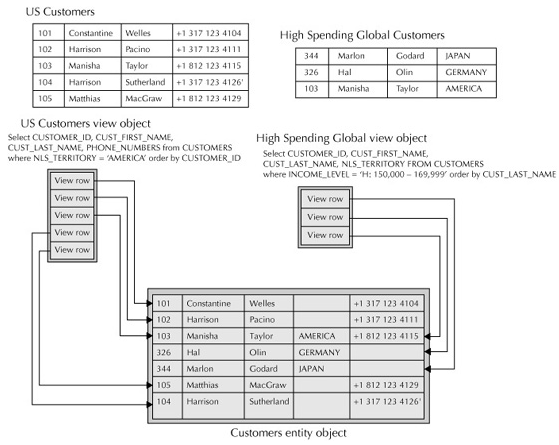 US Customers
101 Constantine Welles +1 317 123 4104
102 Harrison Pacino +1 317 123 4111
103 Manisha Taylor +1 812 123 4115
104 Harrison Sutherland +1 317 123 4126'
105 Matthias MacGraw +1 812 123 4129
High Spending Global Customers
344 Marlon Godard JAPAN
326 Hal Olin GERMANY
103 Manisha Taylor AMERICA
US Customers view object
Select CUSTOMER_ID, CUST_FIRST_NAME,
CUST_LAST_NAME, PHONE_NUMBERS from CUSTOMERS
where NLS_TERRITORY = 'AMERICA' order by CUSTOMER_ID
View row
View row
View row
View row
View row
High Spending Global view object
Select CUSTOMER_ID, CUST_FIRST_NAME,
CUST_LAST_NAME, NLS_TERRITORY FROM CUSTOMERS
where INCOME_LEVEL = 'H: 150,000 – 169,999' order by CUST_LAST_NAME
View row
View row
View row
101 Constantine Welles +1 317 123 4104
102 Harrison Pacino +1 317 123 4111
103 Manisha Taylor AMERICA +1 812 123 4115
326 Hal Olin GERMANY
344 Marlon Godard JAPAN
105 Matthias MacGraw +1 812 123 4129
104 Harrison Sutherland +1 317 123 4126'
Customers entity object